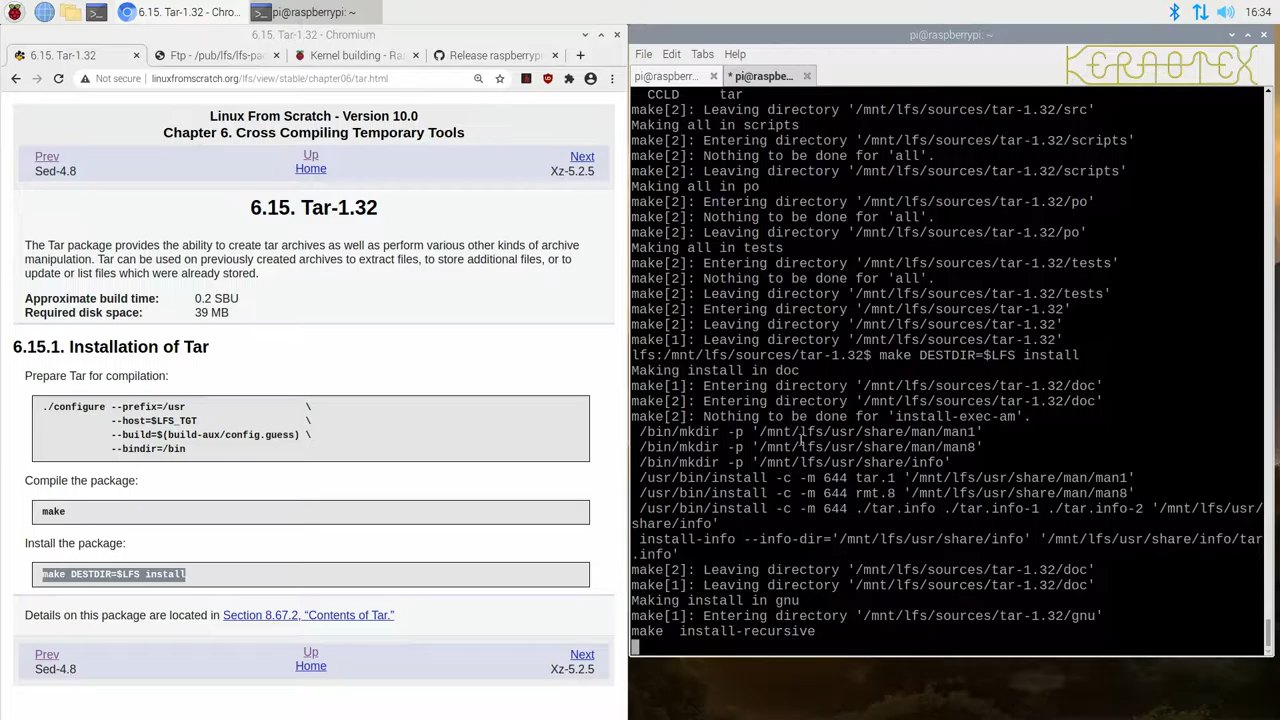 6.15. Tar-1.32 - Chro...
pi@raspberrypi: ~
16:34
6.15. Tar-1.32 - Chromium
6.15. Tar-1.32
Ftp - /pub/lfs/lfs-pa
Kernel building - Ras
Release raspberrypi
Not secure | linuxfromscratch.org/lfs/view/stable/chapter06/tar.html
Linux From Scratch - Version 10.0
Chapter 6. Cross Compiling Temporary Tools
Prev
Up
Next
Sed-4.8
Home
Xz-5.2.5
6.15. Tar-1.32
The Tar package provides the ability to create tar archives as well as perform various other kinds of archive
manipulation. Tar can be used on previously created archives to extract files, to store additional files, or to
update or list files which were already stored.
Approximate build time: 0.2 SBU
Required disk space: 39 MB
6.15.1. Installation of Tar
Prepare Tar for compilation:
./configure --prefix=/usr \
--host=$LFS_TGT \
--build=$(build-aux/config.guess) \
--bindir=/bin
Compile the package:
make
Install the package:
make DESTDIR=$LFS install
Details on this package are located in Section 8.67.2, “Contents of Tar.”
Prev
Up
Next
Sed-4.8
Home
Xz-5.2.5
pi@raspberrypi: ~
File Edit Tabs Help
KERAOTEX
pi@raspberr...
* pi@raspbe...
CCLD tar
make[2]: Leaving directory '/mnt/lfs/sources/tar-1.32/src'
Making all in scripts
make[2]: Entering directory '/mnt/lfs/sources/tar-1.32/scripts'
make[2]: Nothing to be done for 'all'.
make[2]: Leaving directory '/mnt/lfs/sources/tar-1.32/scripts'
Making all in po
make[2]: Entering directory '/mnt/lfs/sources/tar-1.32/po'
make[2]: Nothing to be done for 'all'.
make[2]: Leaving directory '/mnt/lfs/sources/tar-1.32/po'
Making all in tests
make[2]: Entering directory '/mnt/lfs/sources/tar-1.32/tests'
make[2]: Nothing to be done for 'all'.
make[2]: Leaving directory '/mnt/lfs/sources/tar-1.32/tests'
make[2]: Entering directory '/mnt/lfs/sources/tar-1.32'
make[2]: Leaving directory '/mnt/lfs/sources/tar-1.32'
make[1]: Leaving directory '/mnt/lfs/sources/tar-1.32'
lfs:/mnt/lfs/sources/tar-1.32$ make DESTDIR=$LFS install
Making install in doc
make[1]: Entering directory '/mnt/lfs/sources/tar-1.32/doc'
make[2]: Entering directory '/mnt/lfs/sources/tar-1.32/doc'
make[2]: Nothing to be done for 'install-exec-am'.
/bin/mkdir -p '/mnt/lfs/usr/share/man/man1'
/bin/mkdir -p '/mnt/lfs/usr/share/man/man8'
/bin/mkdir -p '/mnt/lfs/usr/share/info'
/usr/bin/install -c -m 644 tar.1 '/mnt/lfs/usr/share/man/man1'
/usr/bin/install -c -m 644 rmt.8 '/mnt/lfs/usr/share/man/man8'
/usr/bin/install -c -m 644 ./tar.info ./tar.info-1 ./tar.info-2 '/mnt/lfs/usr/
share/info'
install-info --info-dir='/mnt/lfs/usr/share/info' '/mnt/lfs/usr/share/info/tar
.info'
make[2]: Leaving directory '/mnt/lfs/sources/tar-1.32/doc'
make[1]: Leaving directory '/mnt/lfs/sources/tar-1.32/doc'
Making install in gnu
make[1]: Entering directory '/mnt/lfs/sources/tar-1.32/gnu'
make install-recursive